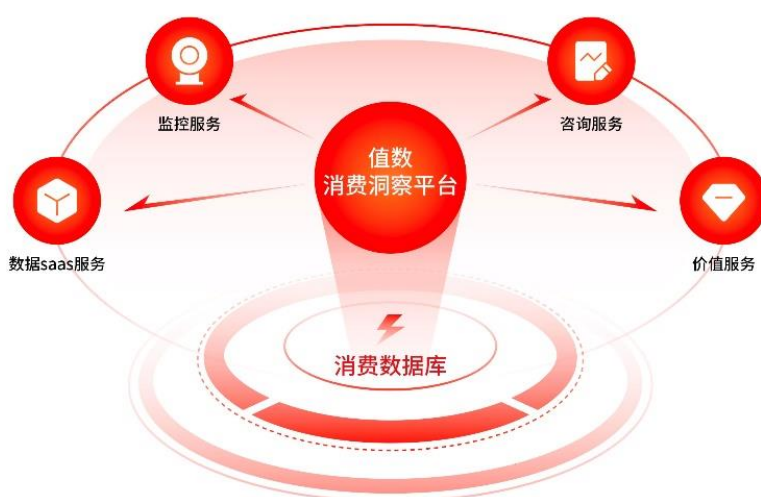 监控服务
咨询服务
值数
消费洞察平台
数据saas服务
价值服务
消费数据库